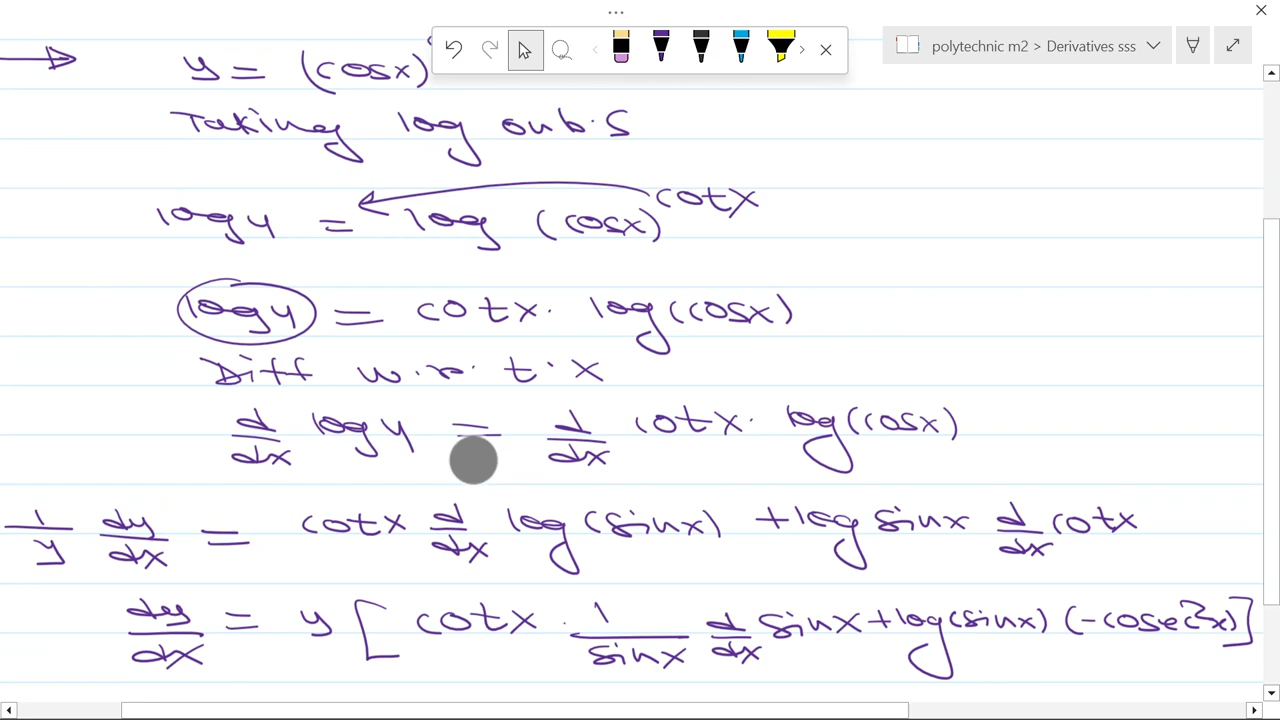 polytechnic m2 > Derivatives sss
y = (cosx)
Taking log on b.S
log y = log (cosx)^cotx
log y = cotx. log(cosx)
Diff w.r. t. x
d/dx log y = d/dx cotx. log(cosx)
1/y dy/dx = cotx d/dx log(sinx) + log sinx d/dx cotx
dy/dx = y [ cotx . 1/sinx d/dx sinx + log(sinx) (-cosec²x) ]